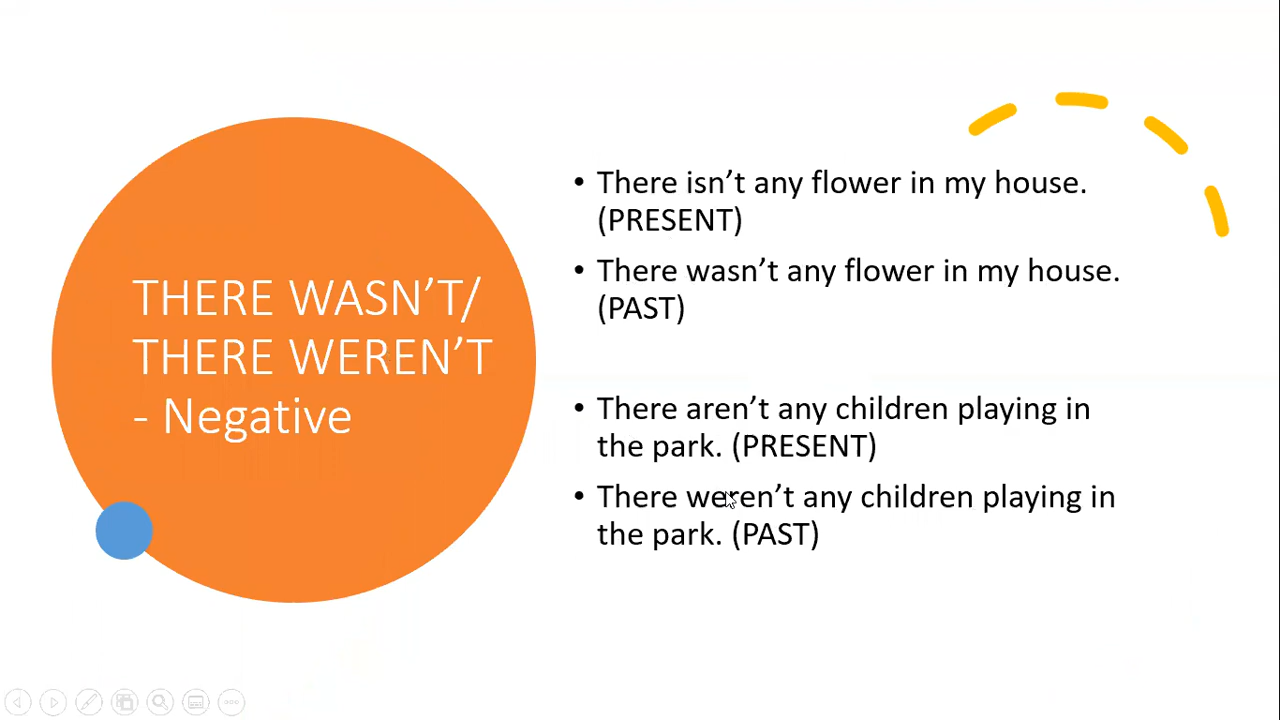 THERE WASN’T/
THERE WEREN’T
- Negative
• There isn’t any flower in my house.
(PRESENT)
• There wasn’t any flower in my house.
(PAST)
• There aren’t any children playing in
the park. (PRESENT)
• There weren’t any children playing in
the park. (PAST)